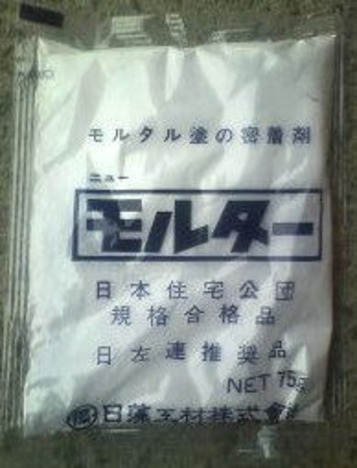 モルタル塗の密着剤
ニュー
モルター
日本住宅公団
規格合格品
日左連推奨品
NET 75g
日藻工材株式會社